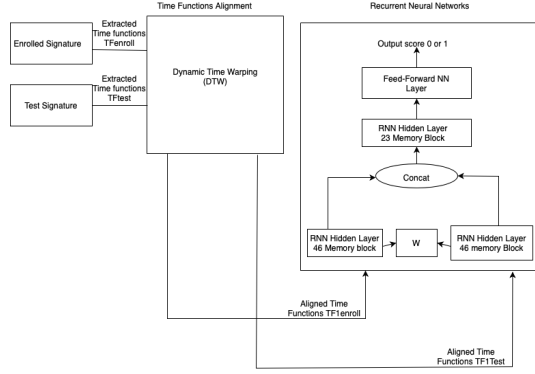 Time Functions Alignment
Recurrent Neural Networks
Enrolled Signature
Extracted
Time functions
TFenroll
Test Signature
Extracted
Time functions
TFtest
Dynamic Time Warping
(DTW)
Output score 0 or 1
Feed-Forward NN
Layer
RNN Hidden Layer
23 Memory Block
Concat
RNN Hidden Layer
46 Memory block
W
RNN Hidden Layer
46 memory Block
Aligned Time
Functions TF1enroll
Aligned Time
Functions TF1Test